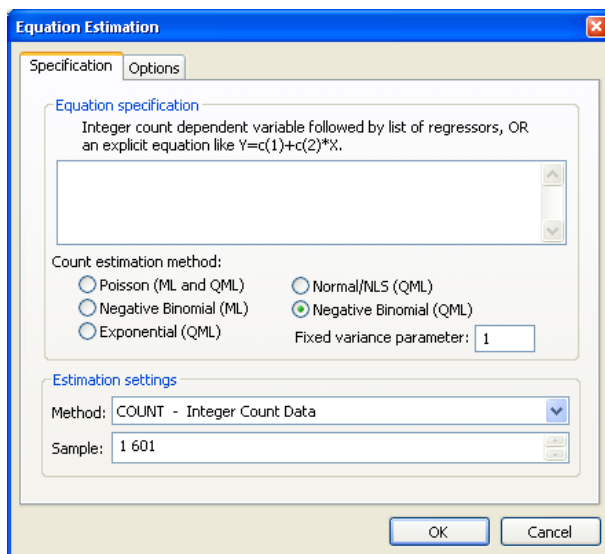 Equation Estimation
Specification
Options
Equation specification
Integer count dependent variable followed by list of regressors, OR
an explicit equation like Y=c(1)+c(2)*X.
Count estimation method:
Poisson (ML and QML)
Normal/NLS (QML)
Negative Binomial (ML)
Negative Binomial (QML)
Exponential (QML)
Fixed variance parameter: 1
Estimation settings
Method: COUNT - Integer Count Data
Sample: 1 601
OK
Cancel